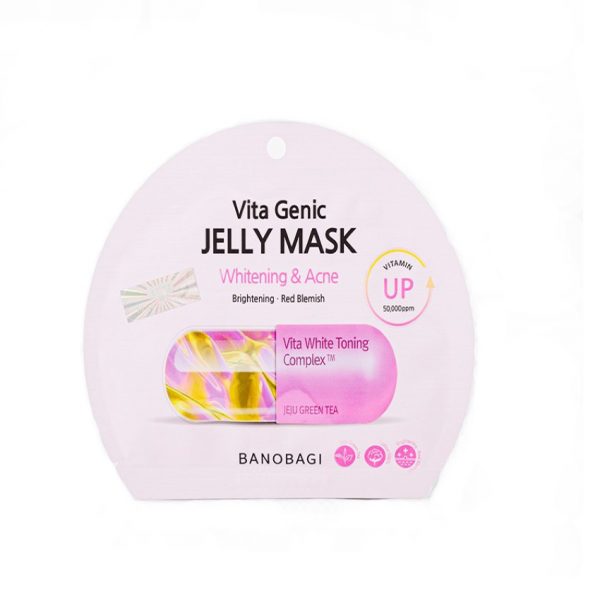 Vita Genic
JELLY MASK
Whitening & Acne
Brightening · Red Blemish
VITAMIN
UP
50,000ppm
Vita White Toning
Complex™
JEJU GREEN TEA
BANOBAGI